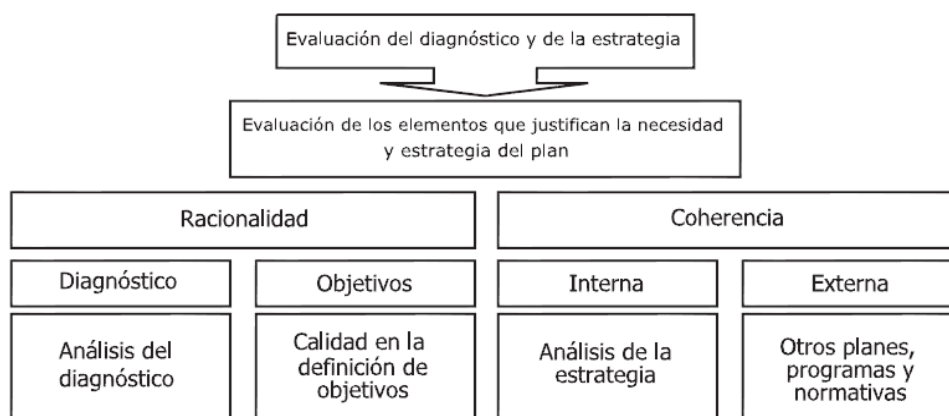 Evaluación del diagnóstico y de la estrategia
Evaluación de los elementos que justifican la necesidad
y estrategia del plan
Racionalidad
Coherencia
Diagnóstico
Objetivos
Interna
Externa
Análisis del
diagnóstico
Calidad en la
definición de
objetivos
Análisis de la
estrategia
Otros planes,
programas y
normativas